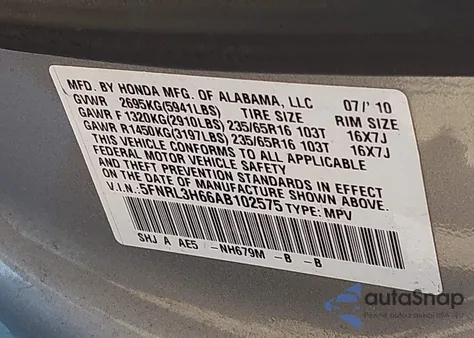 MFD. BY HONDA MFG. OF ALABAMA, LLC 07/'10
GVWR 2695KG(5941LBS) TIRE SIZE RIM SIZE
GAWR F 1320KG(2910LBS) 235/65R16 103T 16X7J
GAWR R1450KG(3197LBS) 235/65R16 103T 16X7J
THIS VEHICLE CONFORMS TO ALL APPLICABLE
FEDERAL MOTOR VEHICLE SAFETY
AND THEFT PREVENTION STANDARDS IN EFFECT
ON THE DATE OF MANUFACTURE SHOWN ABOVE.
V.I.N.: 5FNRL3H66AB102575 TYPE: MPV
SHJ A AE5 -NH679M -B -B
autoSnap